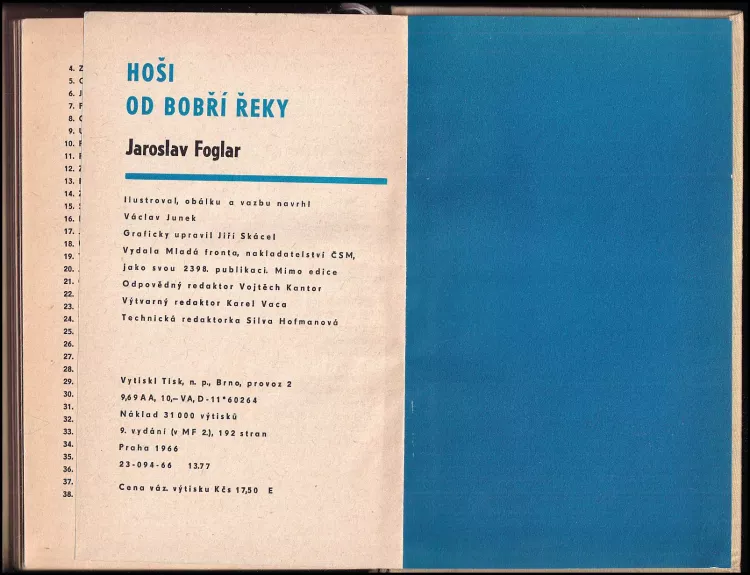 HOŠI
OD BOBŘÍ ŘEKY
Jaroslav Foglar
Ilustroval, obálku a vazbu navrhl
Václav Junek
Graficky upravil Jiří Skácel
Vydala Mladá fronta, nakladatelství ČSM,
jako svou 2398. publikaci. Mimo edice
Odpovědný redaktor Vojtěch Kantor
Výtvarný redaktor Karel Vaca
Technická redaktorka Silva Hofmanová
Vytiskl Tisk, n. p., Brno, provoz 2
9,69 AA, 10,– VA, D-11*60264
Náklad 31 000 výtisků
9. vydání (v MF 2.), 192 stran
Praha 1966
23-094-66 13.77
Cena váz. výtisku Kčs 17,50 E
4.
5.
6.
7.
8.
9.
10.
11.
12.
13.
14.
15.
16.
17.
18.
19.
20.
21.
22.
23.
24.
25.
26.
27.
28.
29.
30.
31.
32.
33.
34.
35.
36.
37.
38.